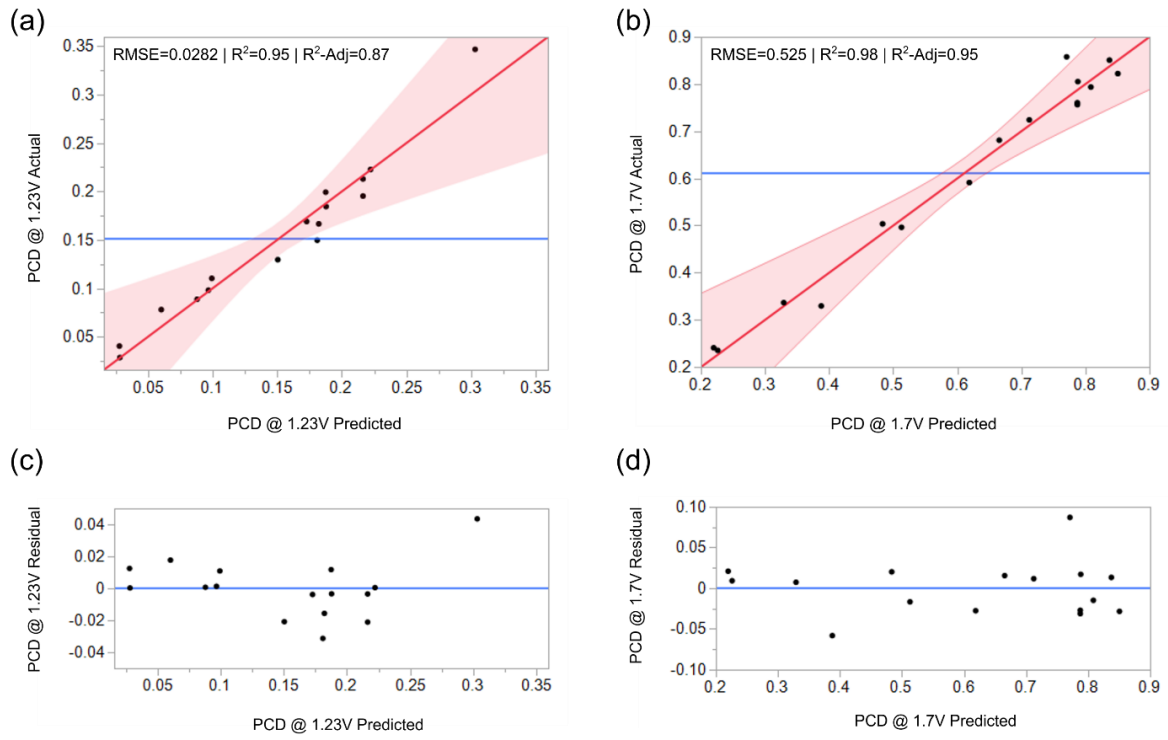 (a)
RMSE=0.0282 | R²=0.95 | R²-Adj=0.87
PCD @ 1.23V Actual
0.35
0.3
0.25
0.2
0.15
0.1
0.05
0.05 0.1 0.15 0.2 0.25 0.3 0.35
PCD @ 1.23V Predicted
(b)
RMSE=0.525 | R²=0.98 | R²-Adj=0.95
PCD @ 1.7V Actual
0.9
0.8
0.7
0.6
0.5
0.4
0.3
0.2
0.2 0.3 0.4 0.5 0.6 0.7 0.8 0.9
PCD @ 1.7V Predicted
(c)
PCD @ 1.23V Residual
0.04
0.02
0
-0.02
-0.04
0.05 0.1 0.15 0.2 0.25 0.3 0.35
PCD @ 1.23V Predicted
(d)
PCD @ 1.7V Residual
0.10
0.05
0
-0.05
-0.10
0.2 0.3 0.4 0.5 0.6 0.7 0.8 0.9
PCD @ 1.7V Predicted